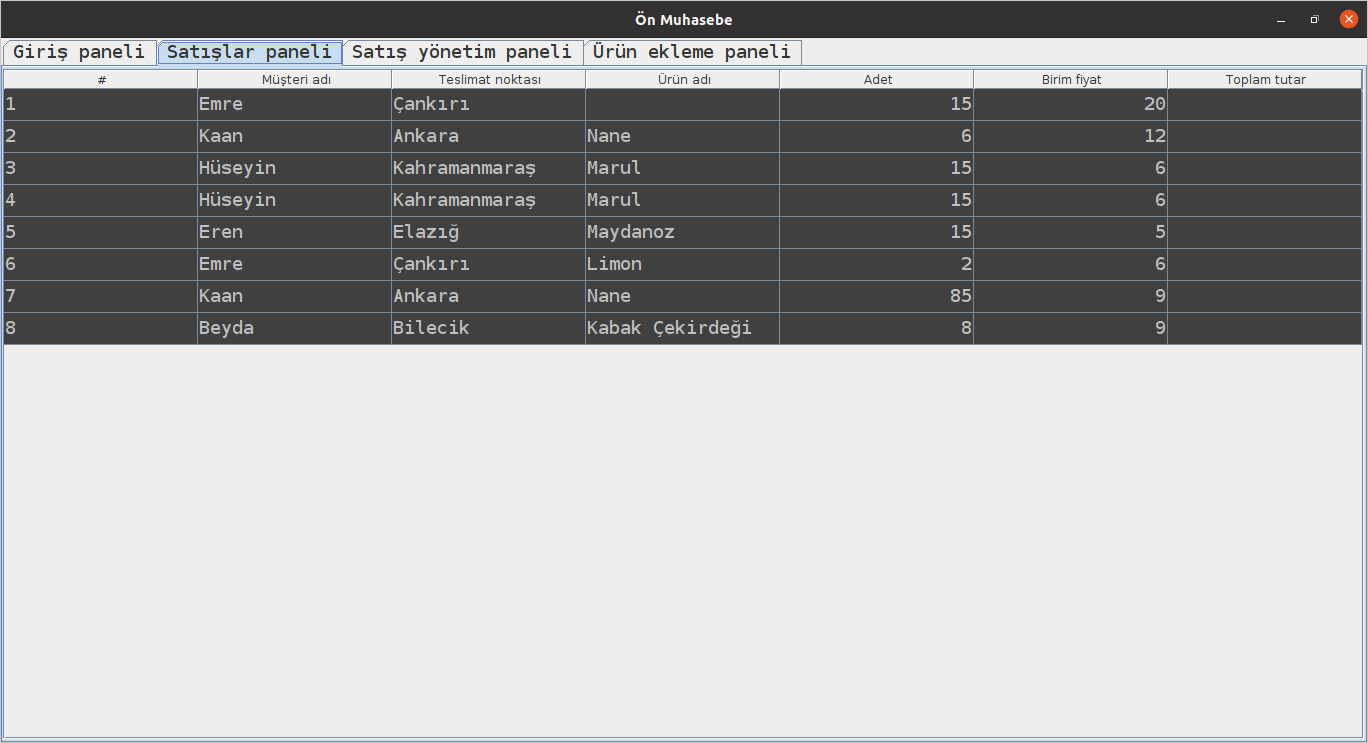 Ön Muhasebe
Giriş paneli Satışlar paneli Satış yönetim paneli Ürün ekleme paneli
# Müşteri adı Teslimat noktası Ürün adı Adet Birim fiyat Toplam tutar
1 Emre Çankırı 15 20
2 Kaan Ankara Nane 6 12
3 Hüseyin Kahramanmaraş Marul 15 6
4 Hüseyin Kahramanmaraş Marul 15 6
5 Eren Elazığ Maydanoz 15 5
6 Emre Çankırı Limon 2 6
7 Kaan Ankara Nane 85 9
8 Beyda Bilecik Kabak Çekirdeği 8 9